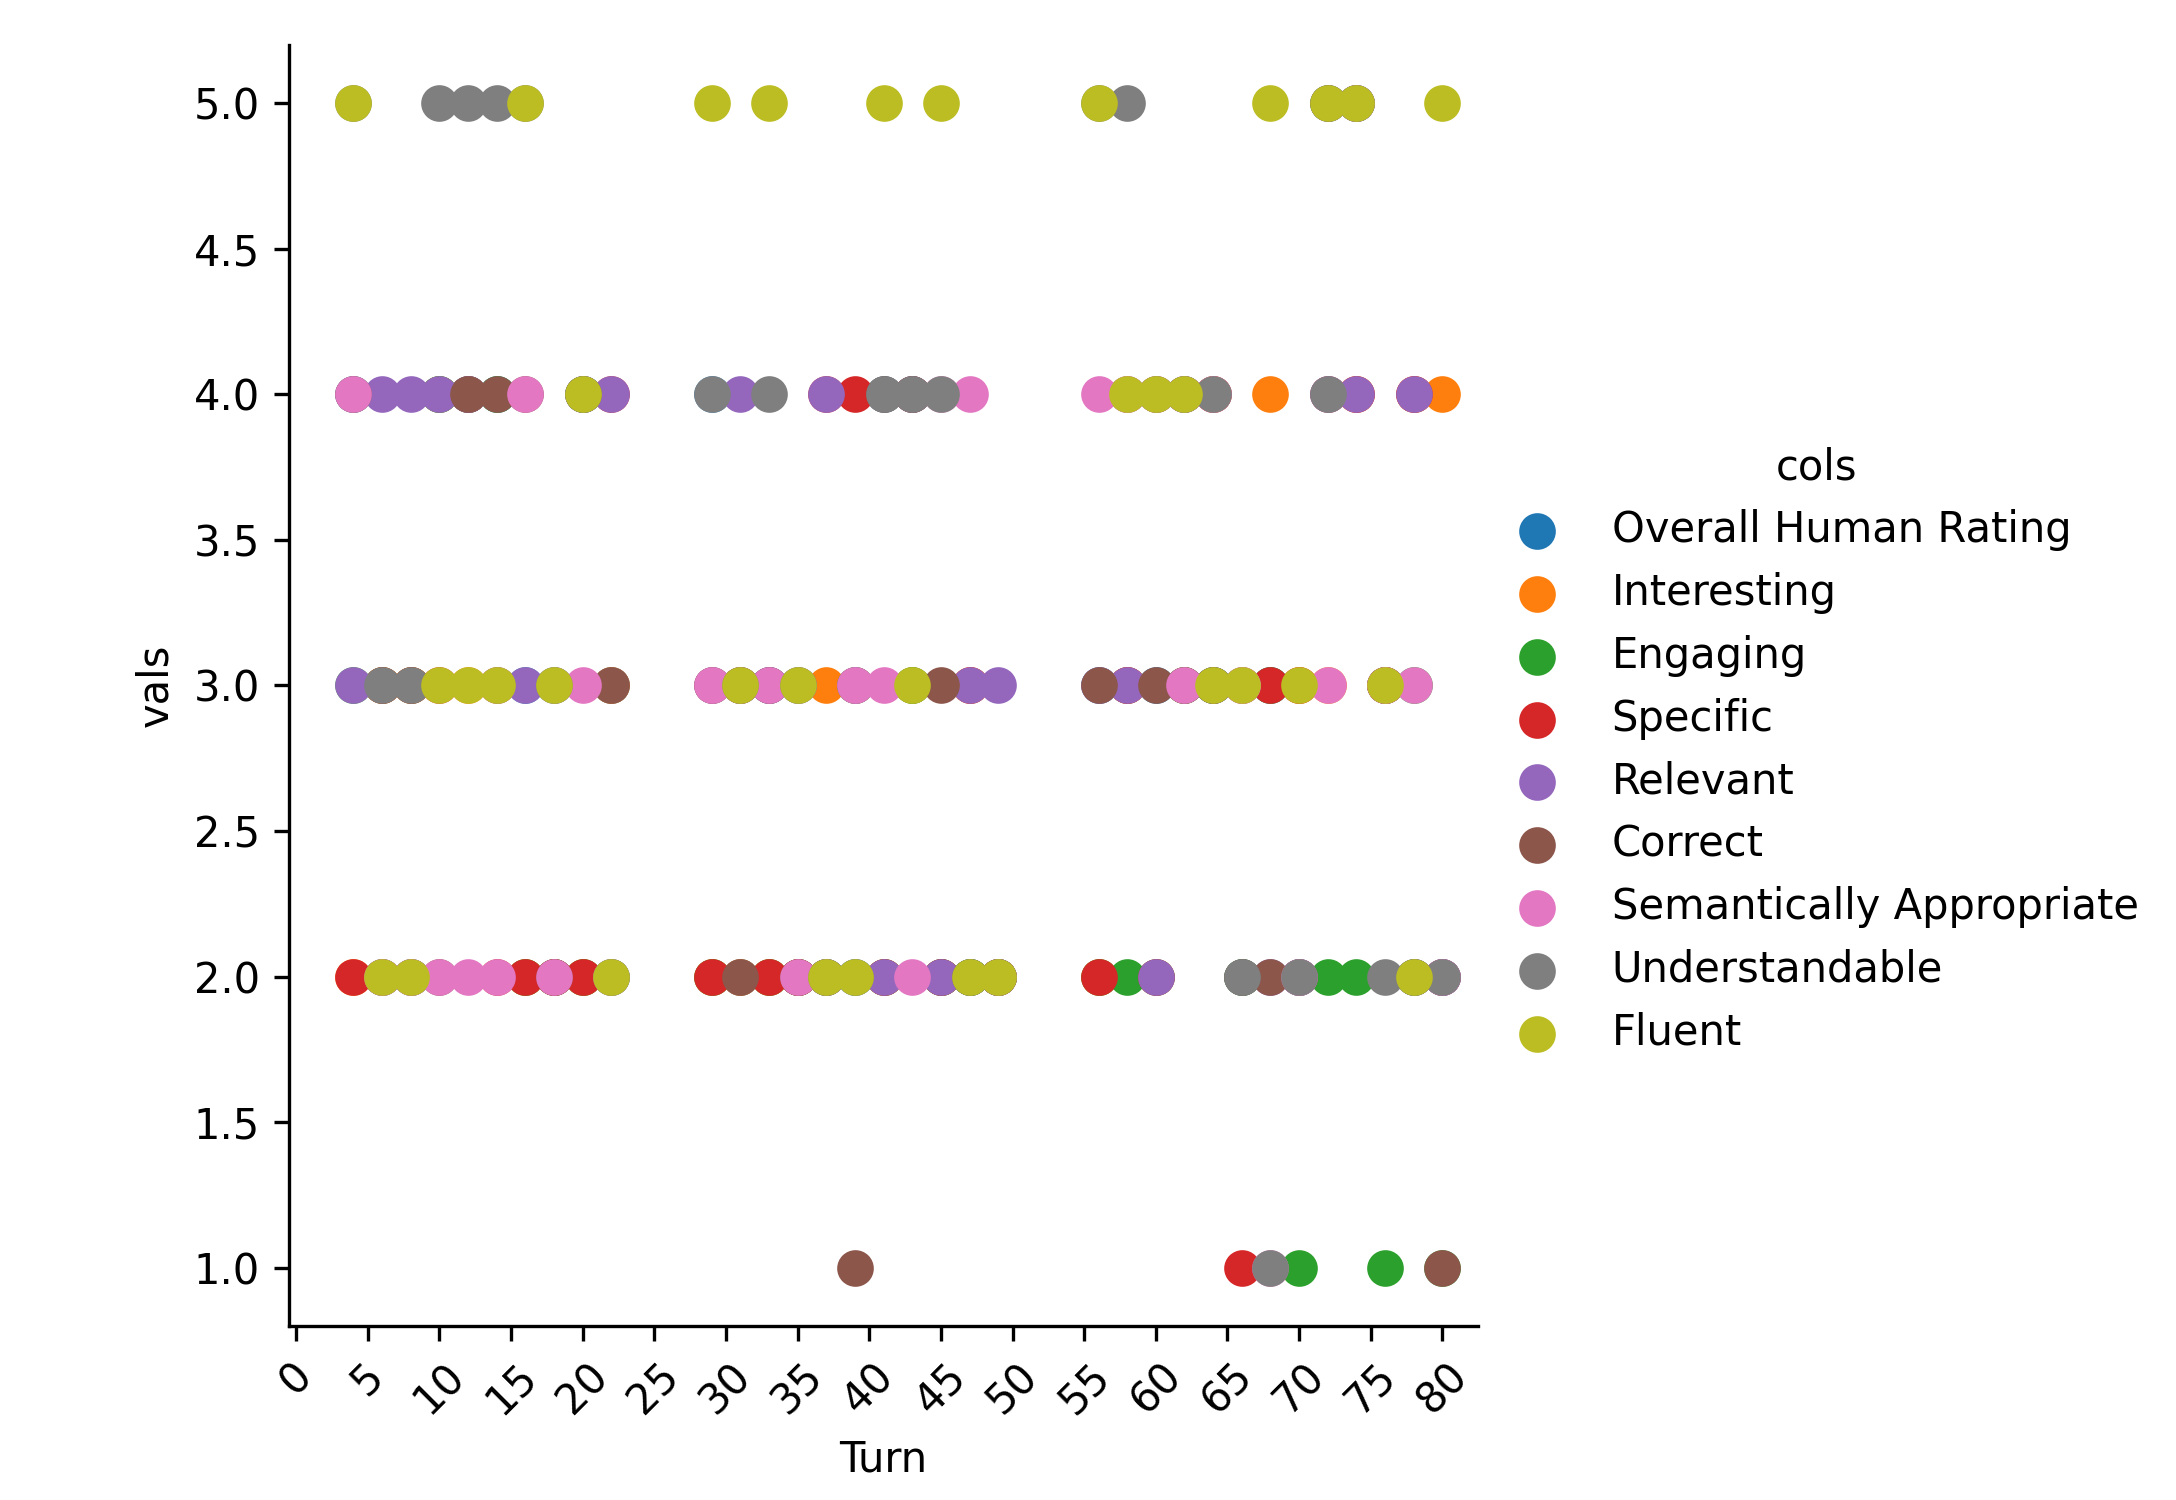 5.0
4.5
4.0
3.5
3.0
2.5
2.0
1.5
1.0
vals
0 5 10 15 20 25 30 35 40 45 50 55 60 65 70 75 80
Turn
cols
Overall Human Rating
Interesting
Engaging
Specific
Relevant
Correct
Semantically Appropriate
Understandable
Fluent